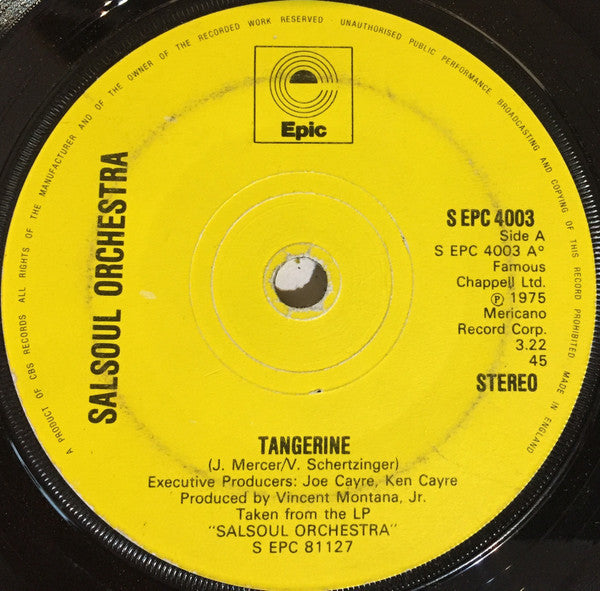 A PRODUCT OF CBS RECORDS ALL RIGHTS OF THE MANUFACTURER AND OF THE OWNER OF THE RECORDED WORK RESERVED · UNAUTHORISED PUBLIC PERFORMANCE BROADCASTING AND COPYING OF THIS RECORD PROHIBITED MADE IN ENGLAND
Epic
SALSOUL ORCHESTRA
S EPC 4003
Side A
S EPC 4003 A°
Famous
Chappell Ltd.
℗ 1975
Mericano
Record Corp.
3.22
45
STEREO
TANGERINE
(J. Mercer/V. Schertzinger)
Executive Producers: Joe Cayre, Ken Cayre
Produced by Vincent Montana, Jr.
Taken from the LP
"SALSOUL ORCHESTRA"
S EPC 81127